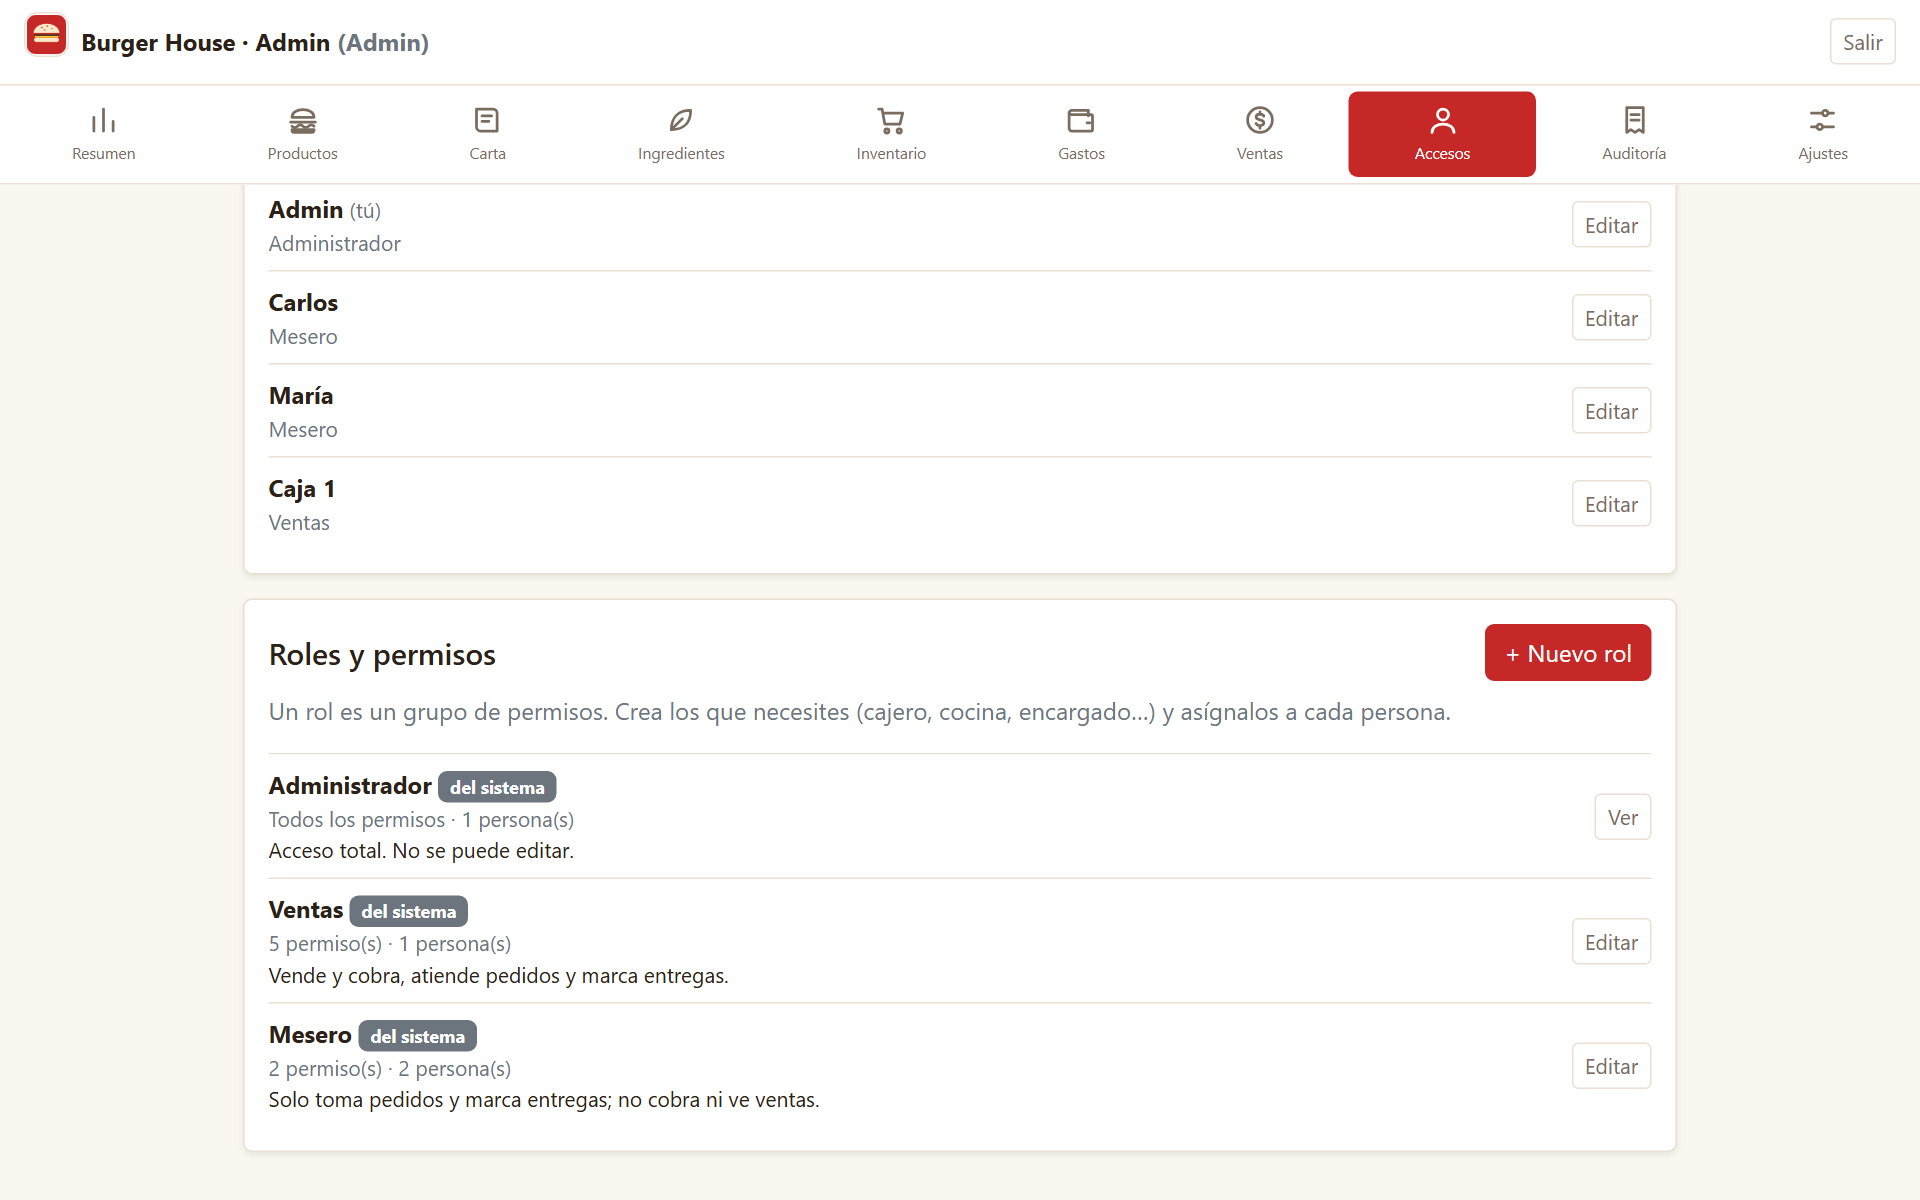 Burger House · Admin (Admin)
Salir
Resumen
Productos
Carta
Ingredientes
Inventario
Gastos
Ventas
Accesos
Auditoría
Ajustes
Admin (tú)
Administrador
Editar
Carlos
Mesero
Editar
María
Mesero
Editar
Caja 1
Ventas
Editar
Roles y permisos
+ Nuevo rol
Un rol es un grupo de permisos. Crea los que necesites (cajero, cocina, encargado...) y asígnalos a cada persona.
Administrador del sistema
Todos los permisos · 1 persona(s)
Acceso total. No se puede editar.
Ver
Ventas del sistema
5 permiso(s) · 1 persona(s)
Vende y cobra, atiende pedidos y marca entregas.
Editar
Mesero del sistema
2 permiso(s) · 2 persona(s)
Solo toma pedidos y marca entregas; no cobra ni ve ventas.
Editar